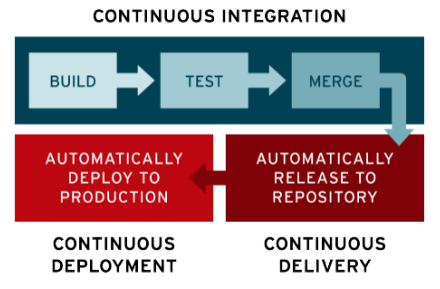 CONTINUOUS INTEGRATION
BUILD
TEST
MERGE
AUTOMATICALLY
DEPLOY TO
PRODUCTION
AUTOMATICALLY
RELEASE TO
REPOSITORY
CONTINUOUS
DEPLOYMENT
CONTINUOUS
DELIVERY